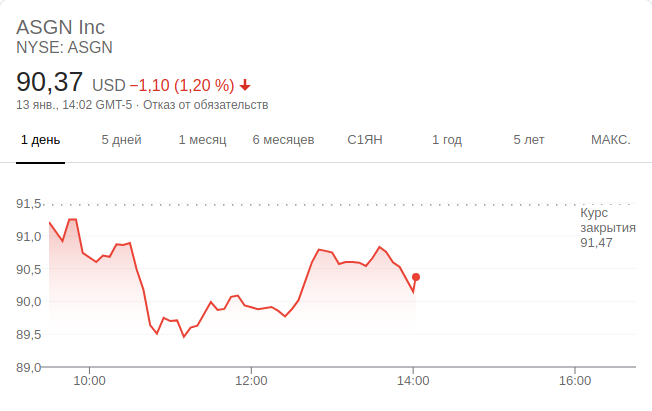 ASGN Inc
NYSE: ASGN
90,37 USD −1,10 (1,20 %)
13 янв., 14:02 GMT-5 · Отказ от обязательств
1 день 5 дней 1 месяц 6 месяцев С1ЯН 1 год 5 лет МАКС.
91,5
Курс
закрытия
91,47
91,0
90,5
90,0
89,5
89,0
10:00 12:00 14:00 16:00